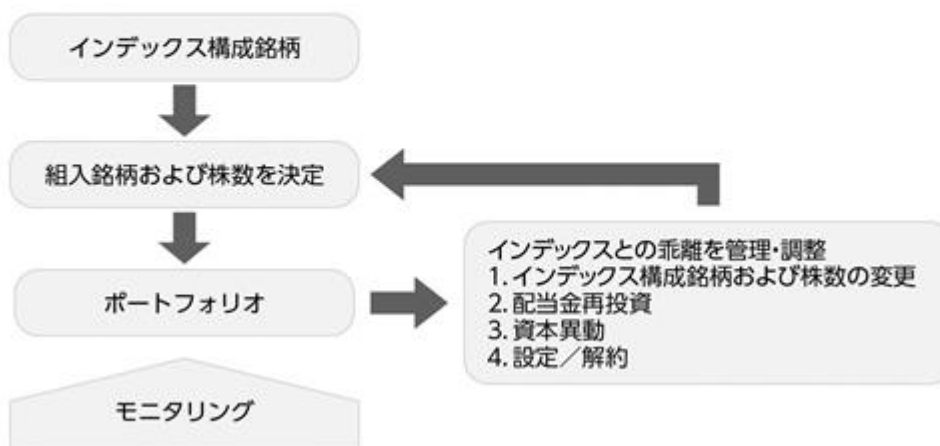 インデックス構成銘柄
組入銘柄および株数を決定
ポートフォリオ
インデックスとの乖離を管理・調整
1. インデックス構成銘柄および株数の変更
2. 配当金再投資
3. 資本異動
4. 設定／解約
モニタリング